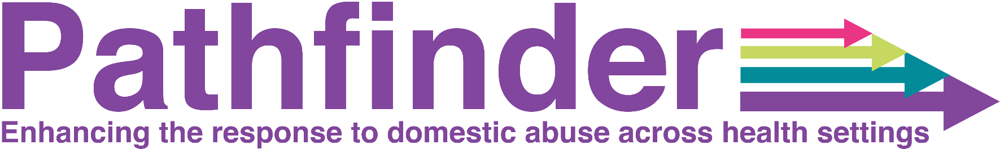 Pathfinder
Enhancing the response to domestic abuse across health settings